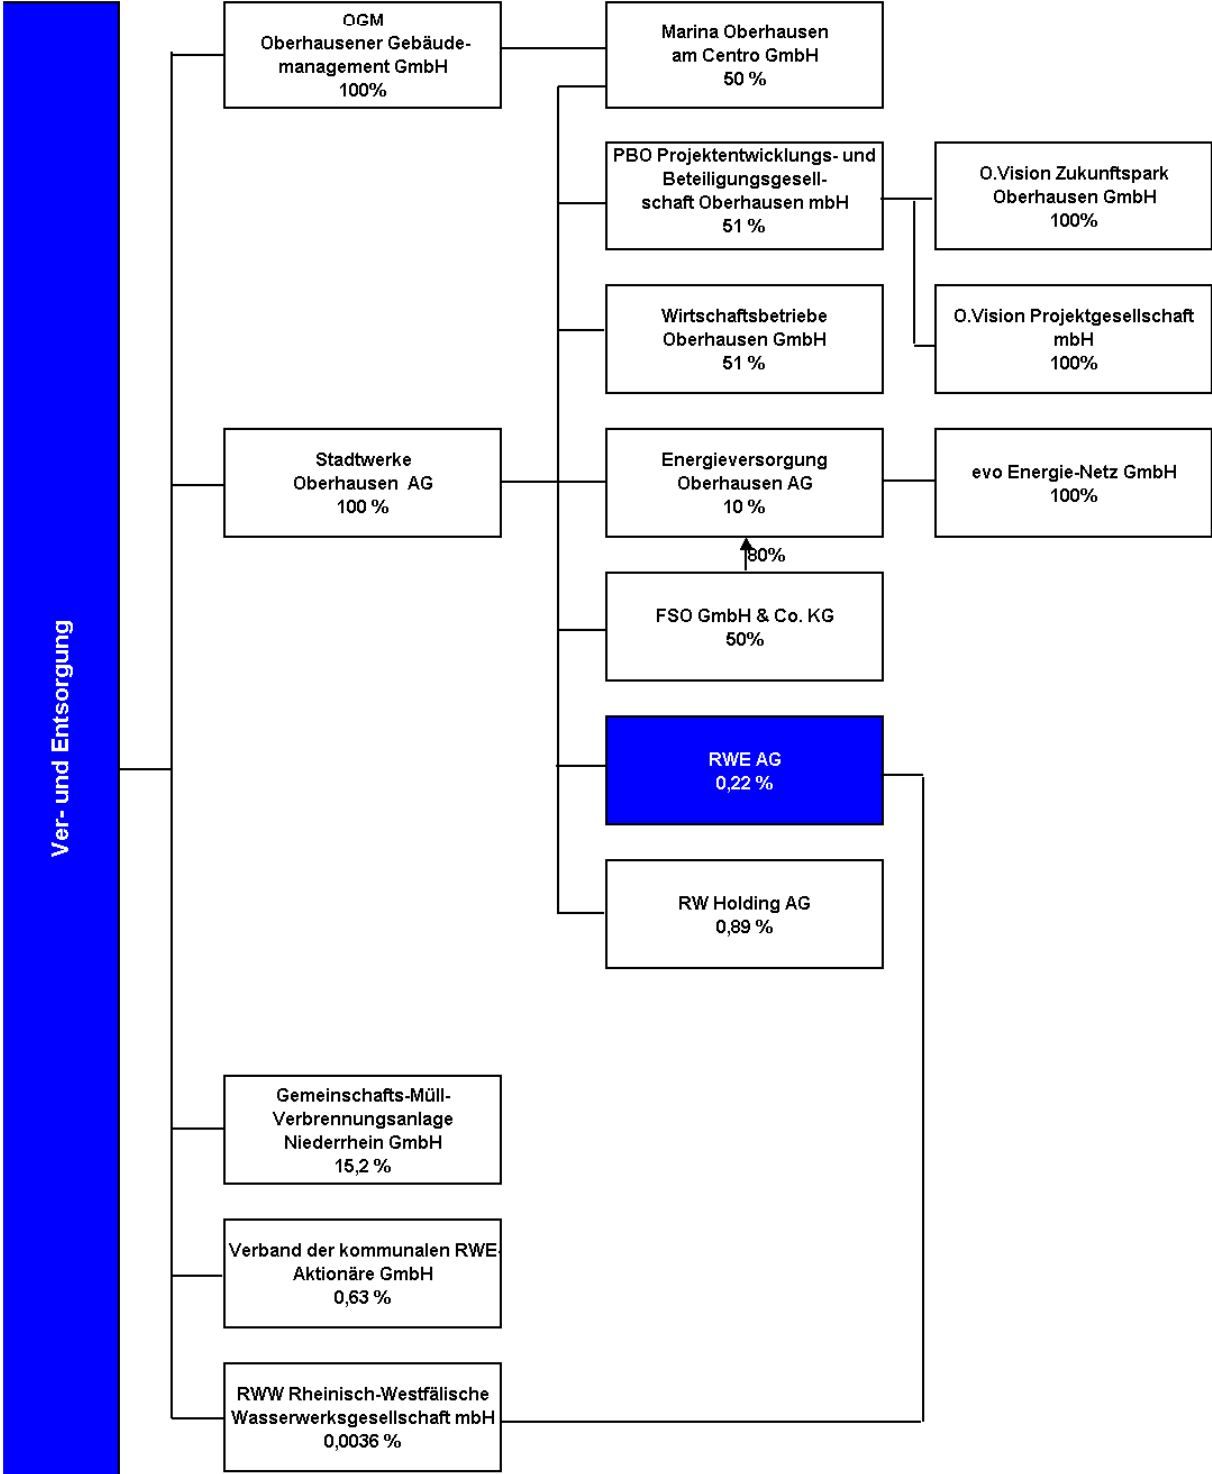 Ver- und Entsorgung
OGM
Oberhausener Gebäude-
management GmbH
100%
Marina Oberhausen
am Centro GmbH
50 %
PBO Projektentwicklungs- und
Beteiligungsgesell-
schaft Oberhausen mbH
51 %
O.Vision Zukunftspark
Oberhausen GmbH
100%
Wirtschaftsbetriebe
Oberhausen GmbH
51 %
O.Vision Projektgesellschaft
mbH
100%
Stadtwerke
Oberhausen AG
100 %
Energieversorgung
Oberhausen AG
10 %
evo Energie-Netz GmbH
100%
80%
FSO GmbH & Co. KG
50%
RWE AG
0,22 %
RW Holding AG
0,89 %
Gemeinschafts-Müll-
Verbrennungsanlage
Niederrhein GmbH
15,2 %
Verband der kommunalen RWE-
Aktionäre GmbH
0,63 %
RWW Rheinisch-Westfälische
Wasserwerksgesellschaft mbH
0,0036 %